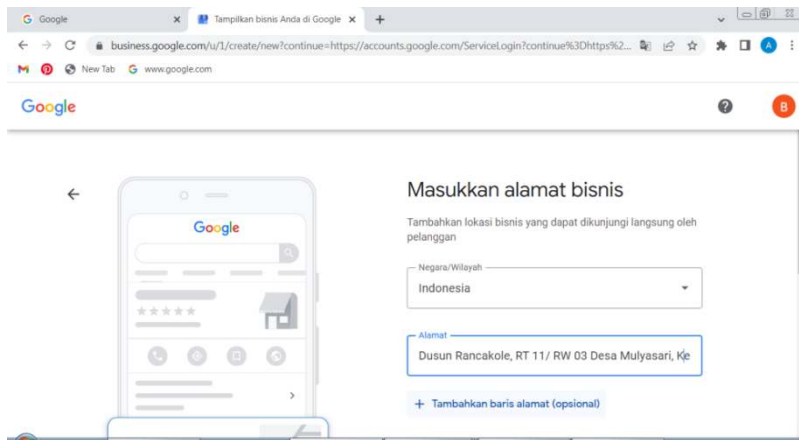 Google
Tampilkan bisnis Anda di Google
business.google.com/u/1/create/new?continue=https://accounts.google.com/ServiceLogin?continue%3Dhttps%2...
A
New Tab
www.google.com
Google
B
Google
Masukkan alamat bisnis
Tambahkan lokasi bisnis yang dapat dikunjungi langsung oleh
pelanggan
Negara/Wilayah
Indonesia
Alamat
Dusun Rancakole, RT 11/ RW 03 Desa Mulyasari, Ke
+ Tambahkan baris alamat (opsional)